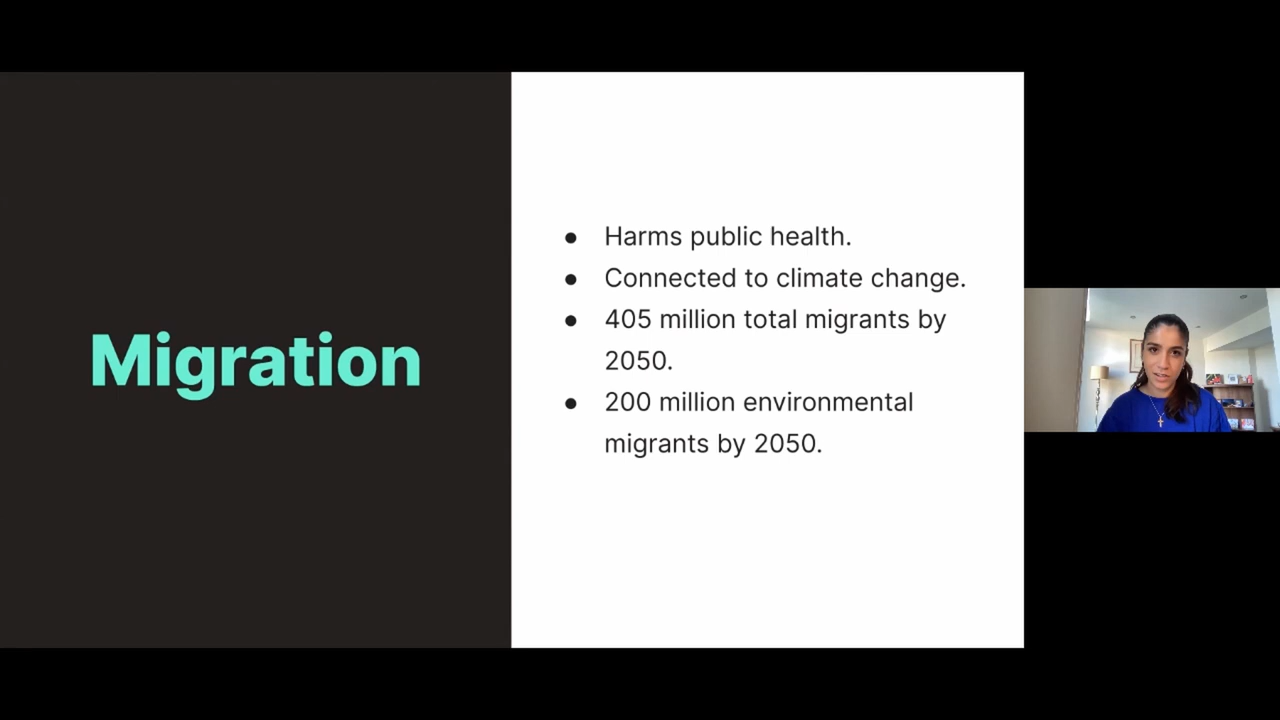 Migration
● Harms public health.
● Connected to climate change.
● 405 million total migrants by
2050.
● 200 million environmental
migrants by 2050.